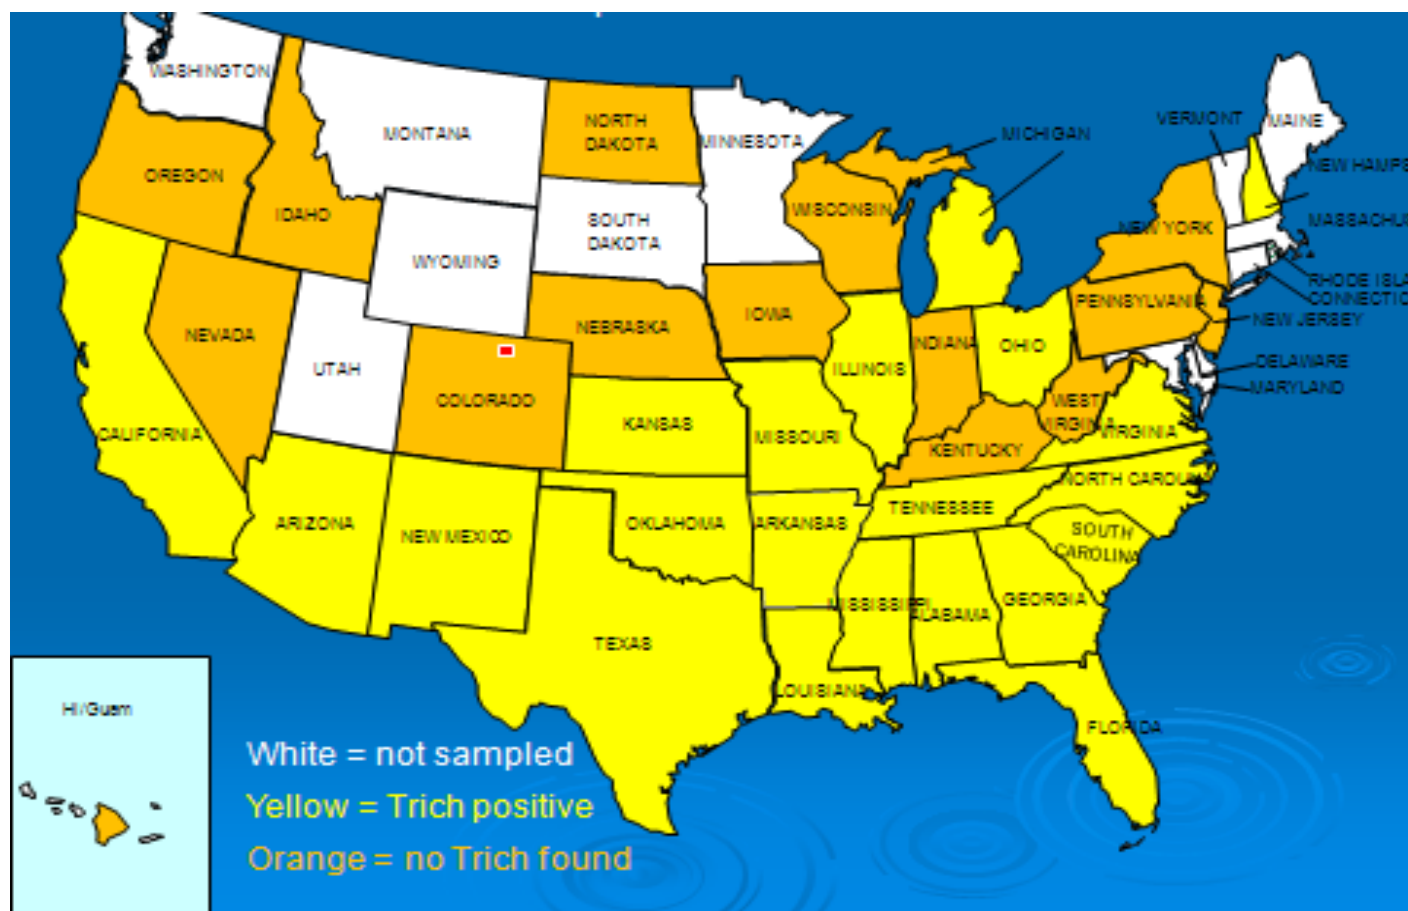 WASHINGTON
MONTANA
NORTH
DAKOTA
MINNESOTA
MICHIGAN
VERMONT
MAINE
OREGON
IDAHO
WISCONSIN
NEW HAMPS
SOUTH
DAKOTA
NEW YORK
MASSACHU
WYOMING
RHODE ISLA
CONNECTIC
NEVADA
NEBRASKA
IOWA
PENNSYLVANIA
NEW JERSEY
UTAH
ILLINOIS
INDIANA
OHIO
DELAWARE
MARYLAND
COLORADO
WEST
VIRGINIA
CALIFORNIA
KANSAS
MISSOURI
KENTUCKY
VIRGINIA
ARIZONA
NEW MEXICO
OKLAHOMA
ARKANSAS
TENNESSEE
NORTH CAROLIN
SOUTH
CAROLINA
MISSISSIPPI
ALABAMA
GEORGIA
TEXAS
LOUISIANA
FLORIDA
HI/Guam
White = not sampled
Yellow = Trich positive
Orange = no Trich found